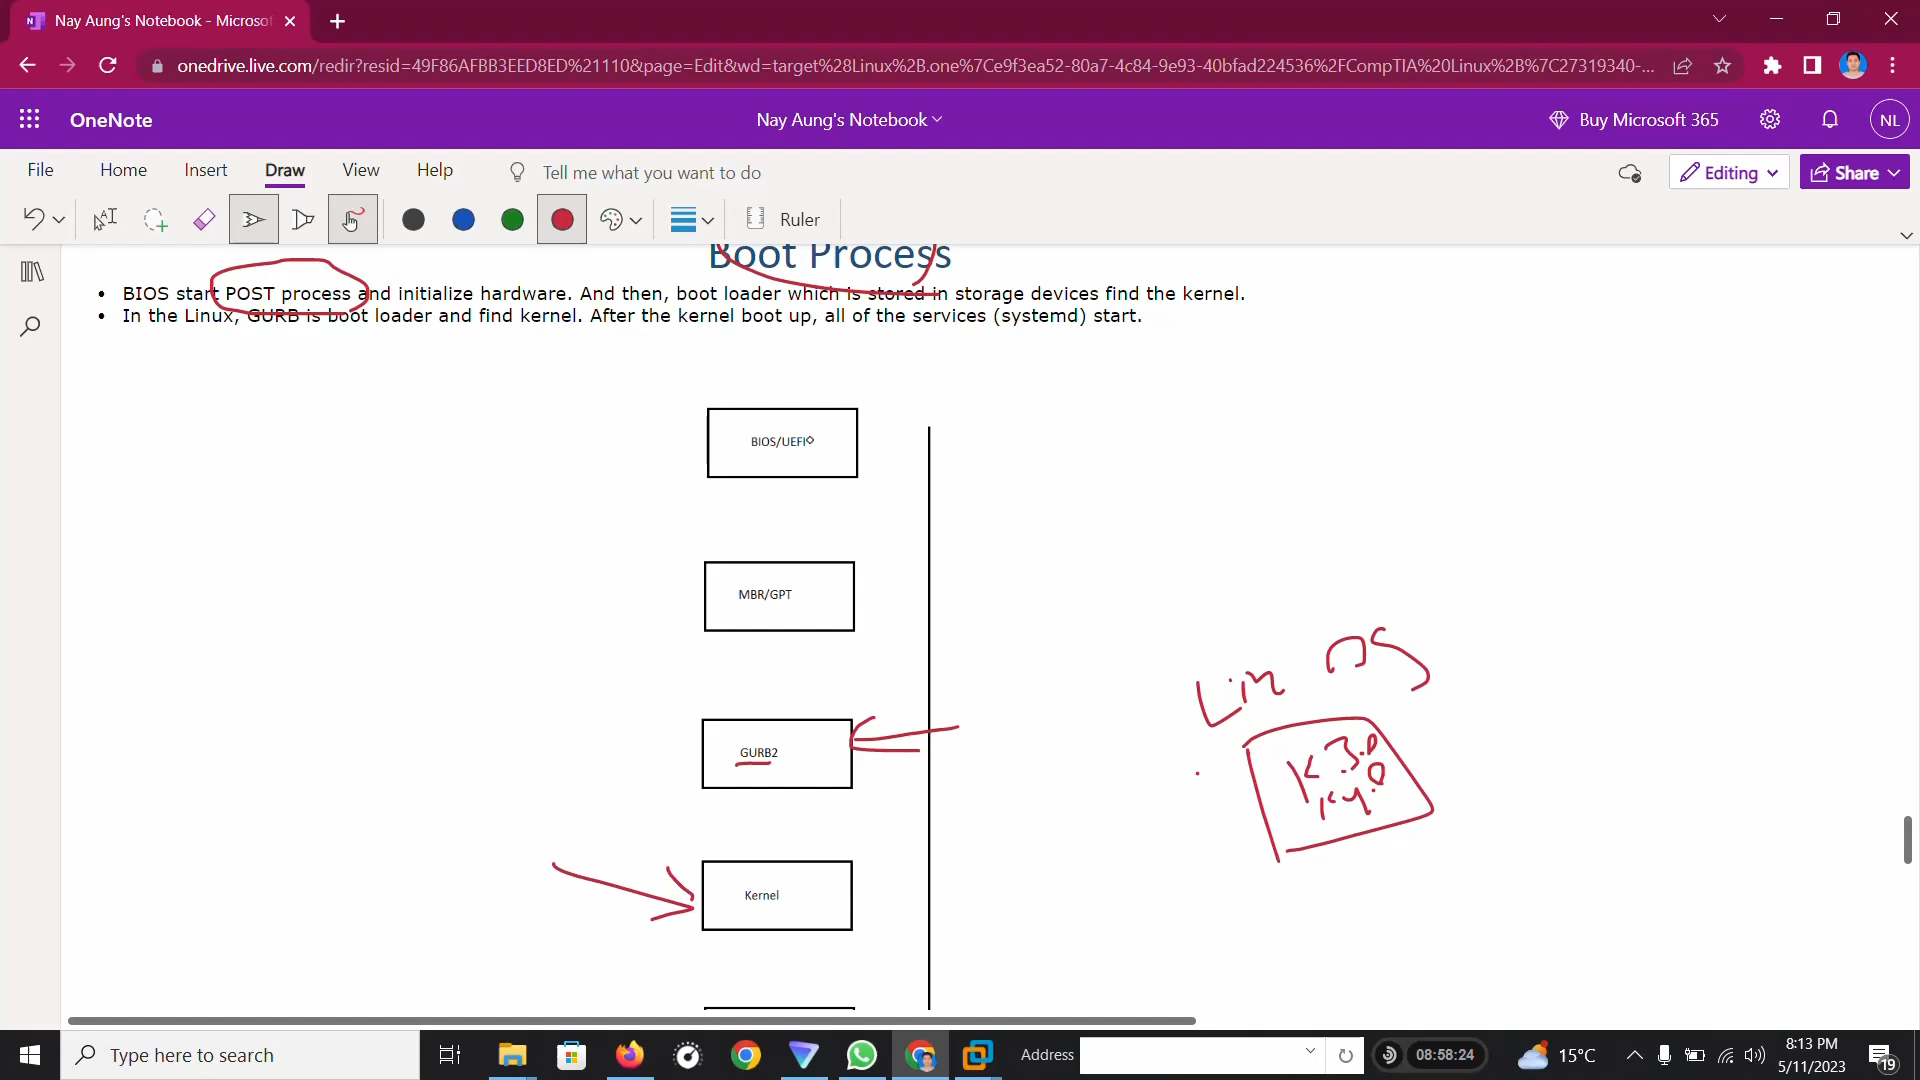 Nay Aung's Notebook - Microsof
onedrive.live.com/redir?resid=49F86AFBB3EED8ED%21110&page=Edit&wd=target%28Linux%2B.one%7Ce9f3ea52-80a7-4c84-9e93-40bfad224536%2FCompTIA%20Linux%2B%7C27319340-...
OneNote
Nay Aung's Notebook
Buy Microsoft 365
NL
File Home Insert Draw View Help Tell me what you want to do Editing Share
Ruler
Boot Process
• BIOS start POST process and initialize hardware. And then, boot loader which is stored in storage devices find the kernel.
• In the Linux, GURB is boot loader and find kernel. After the kernel boot up, all of the services (systemd) start.
BIOS/UEFI
MBR/GPT
Lin OS
GURB2
K 3.0
K4.0
Kernel
Type here to search
Address
08:58:24
15°C
8:13 PM
5/11/2023
19